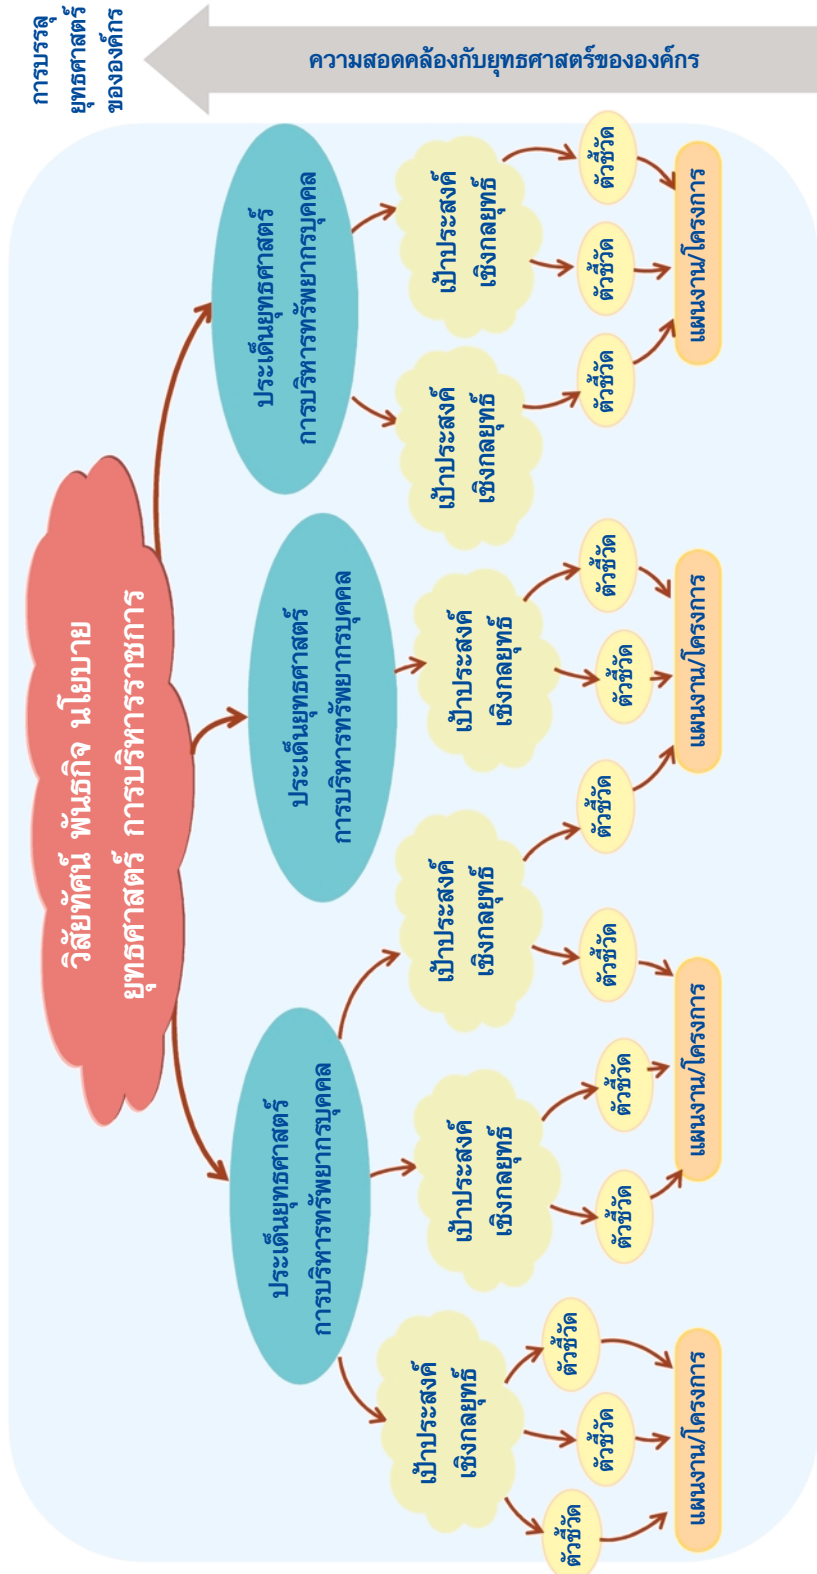 การบรรลุ
ยุทธศาสตร์
ขององค์กร
ความสอดคล้องกับยุทธศาสตร์ขององค์กร
วิสัยทัศน์ พันธกิจ นโยบาย
ยุทธศาสตร์ การบริหารราชการ
ประเด็นยุทธศาสตร์
การบริหารทรัพยากรบุคคล
ประเด็นยุทธศาสตร์
การบริหารทรัพยากรบุคคล
ประเด็นยุทธศาสตร์
การบริหารทรัพยากรบุคคล
เป้าประสงค์
เชิงกลยุทธ์
เป้าประสงค์
เชิงกลยุทธ์
เป้าประสงค์
เชิงกลยุทธ์
เป้าประสงค์
เชิงกลยุทธ์
เป้าประสงค์
เชิงกลยุทธ์
เป้าประสงค์
เชิงกลยุทธ์
ตัวชี้วัด
ตัวชี้วัด
ตัวชี้วัด
ตัวชี้วัด
ตัวชี้วัด
ตัวชี้วัด
ตัวชี้วัด
ตัวชี้วัด
ตัวชี้วัด
ตัวชี้วัด
ตัวชี้วัด
ตัวชี้วัด
แผนงาน/โครงการ
แผนงาน/โครงการ
แผนงาน/โครงการ
แผนงาน/โครงการ